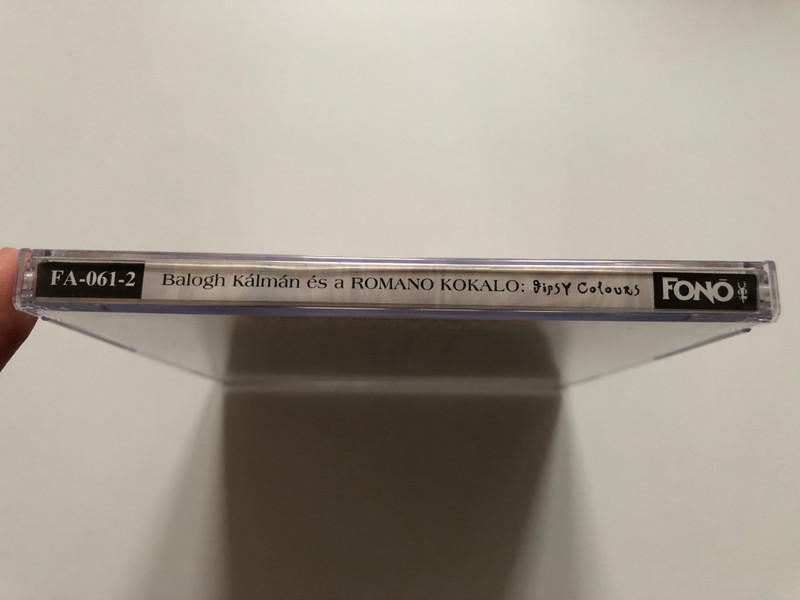 FA-061-2 Balogh Kálmán és a ROMANO KOKALO: gipsy Colours FONÓ